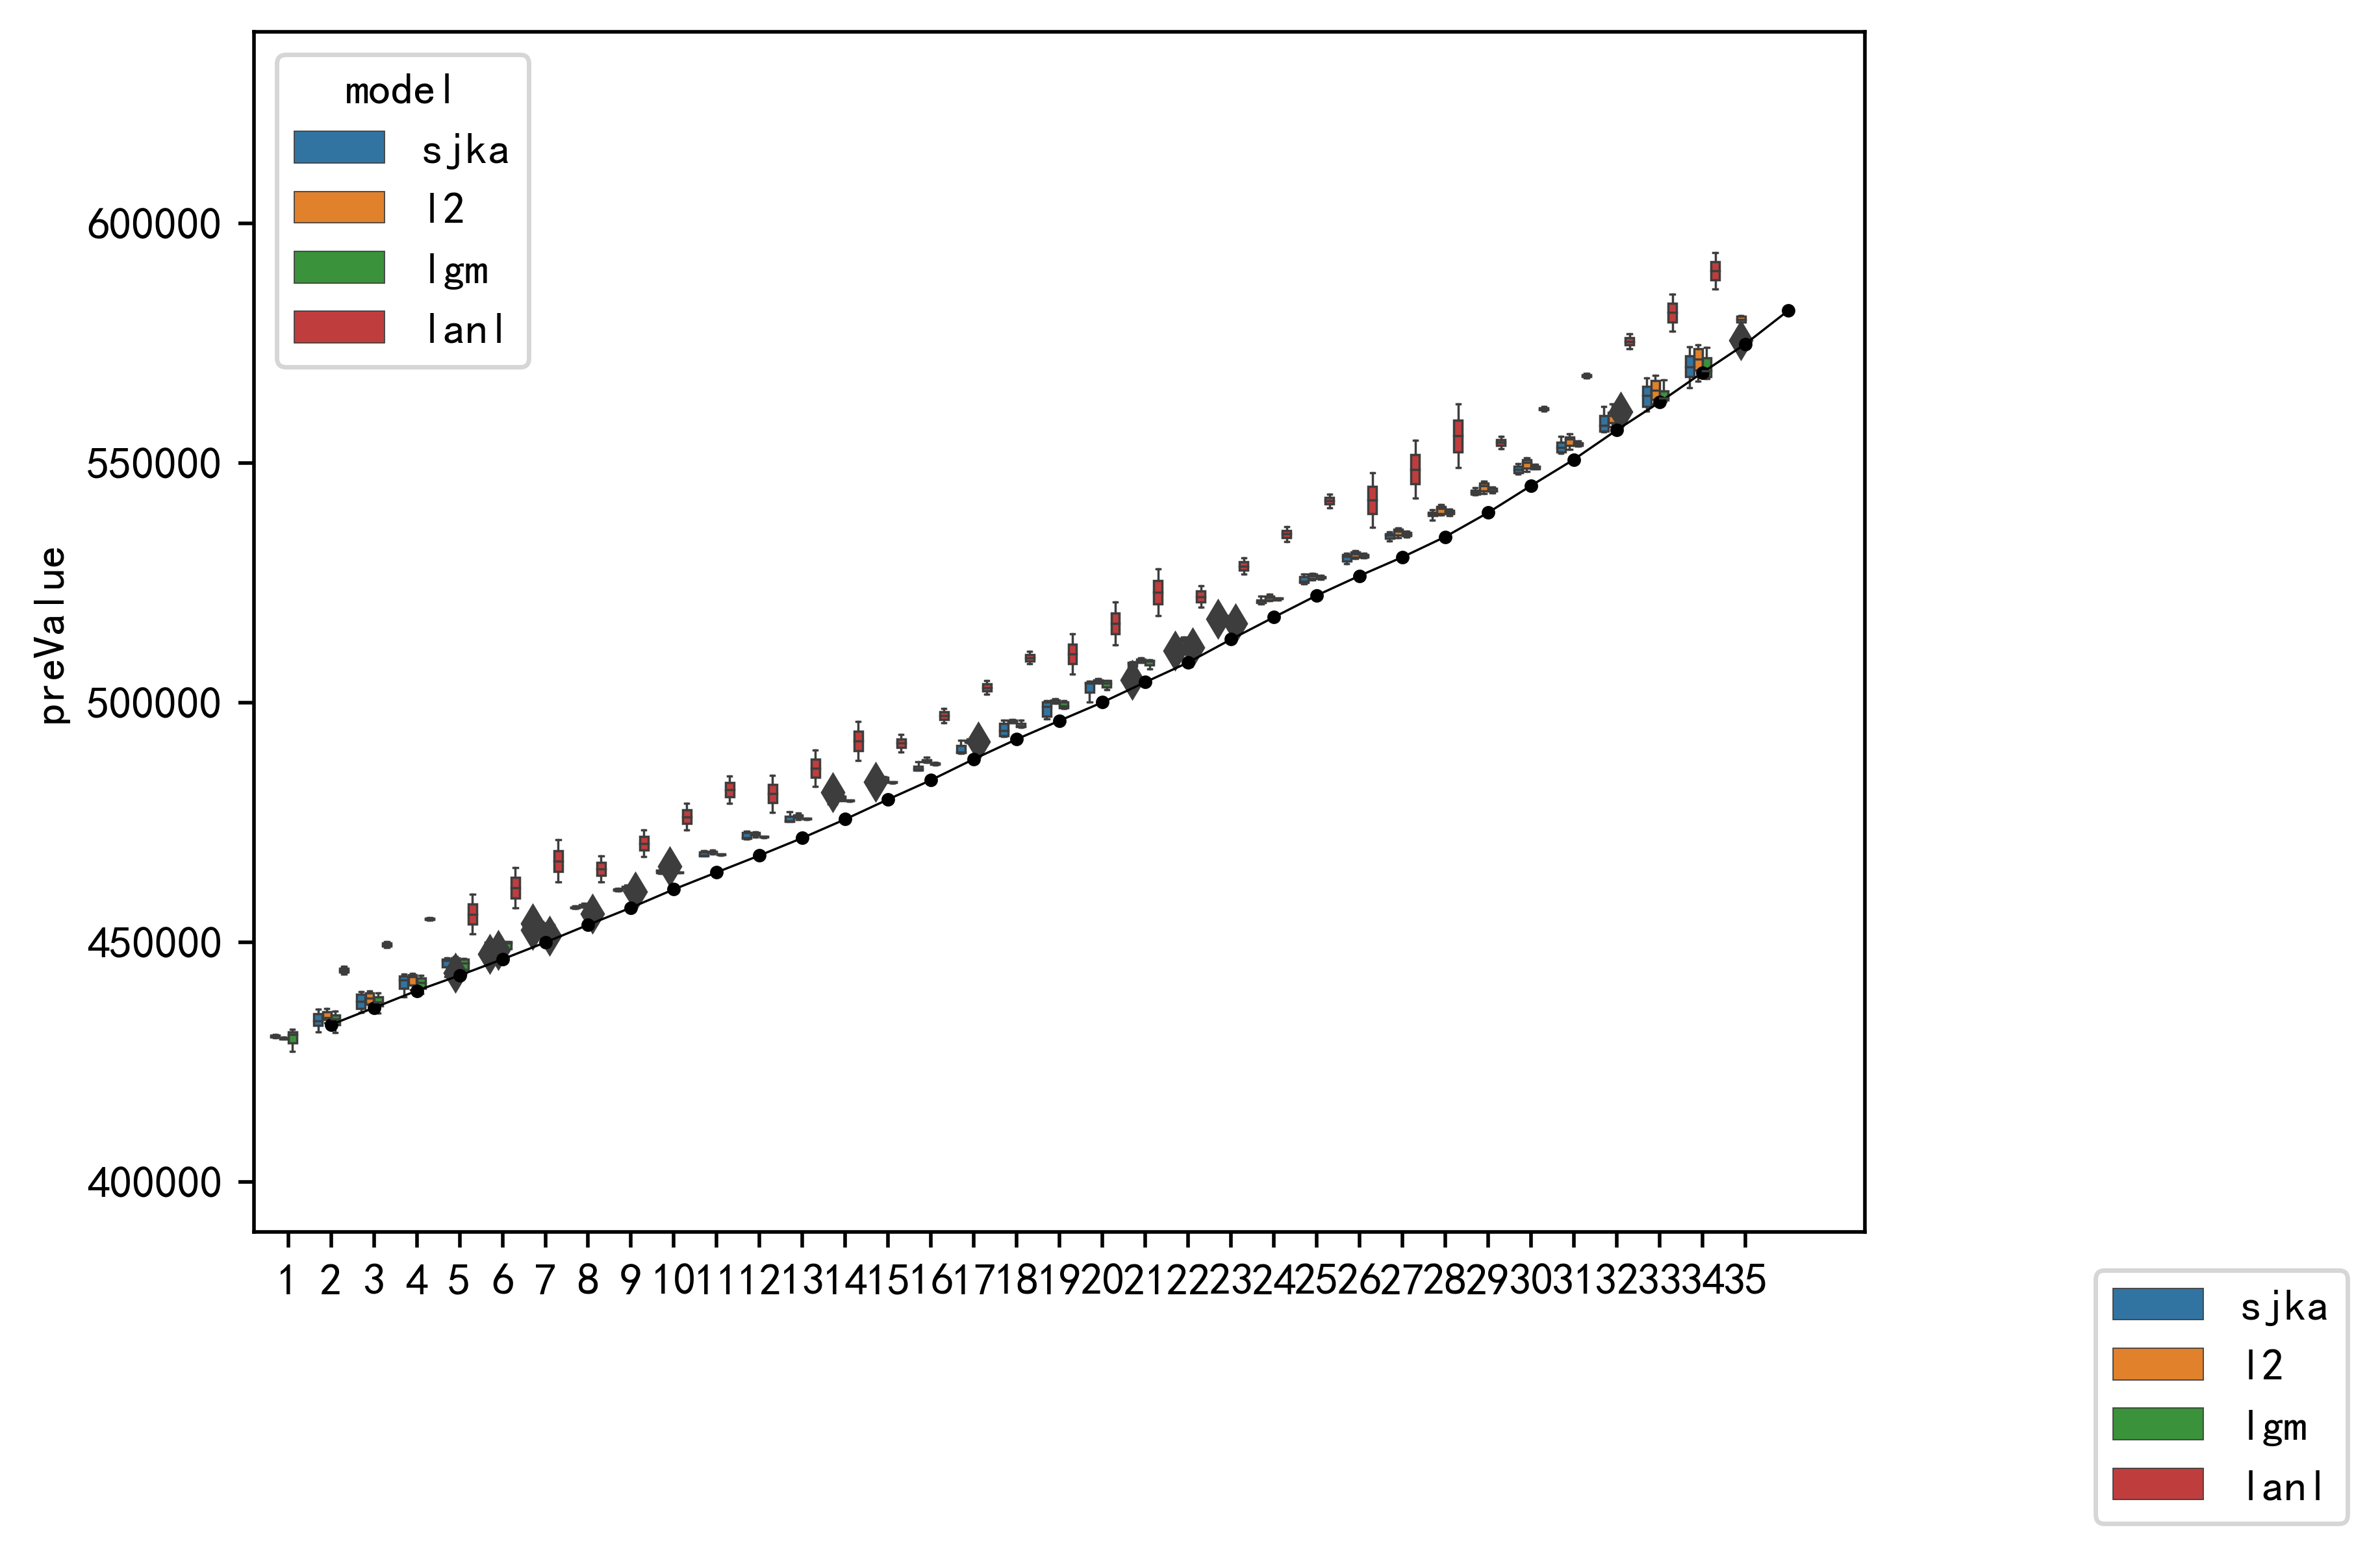 model
sjka
l2
lgm
lanl
600000
550000
500000
450000
400000
preValue
1 2 3 4 5 6 7 8 9 10 11 12 13 14 15 16 17 18 19 20 21 22 23 24 25 26 27 28 29 30 31 32 33 34 35
sjka
l2
lgm
lanl